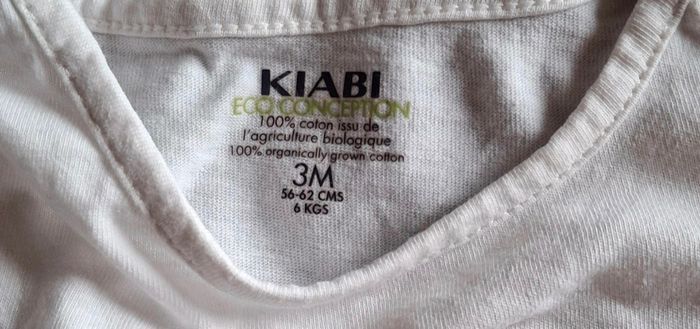 KIABI
ECO CONCEPTION
100% coton issu de
l'agriculture biologique
100% organically grown cotton
3M
56-62 CMS
6 KGS